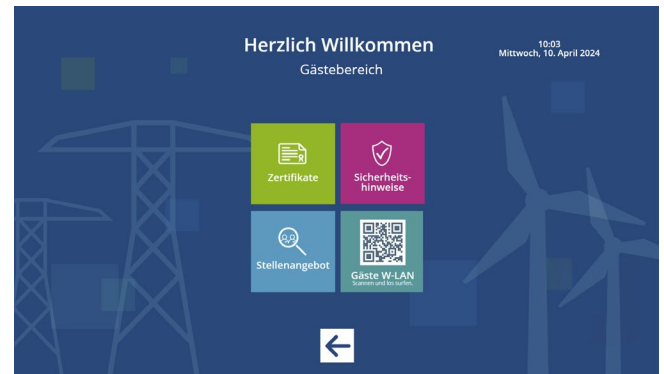 Herzlich Willkommen
Gästebereich
10:03
Mittwoch, 10. April 2024
Zertifikate
Sicherheits-
hinweise
Stellenangebot
Gäste W-LAN
Scannen und los surfen.